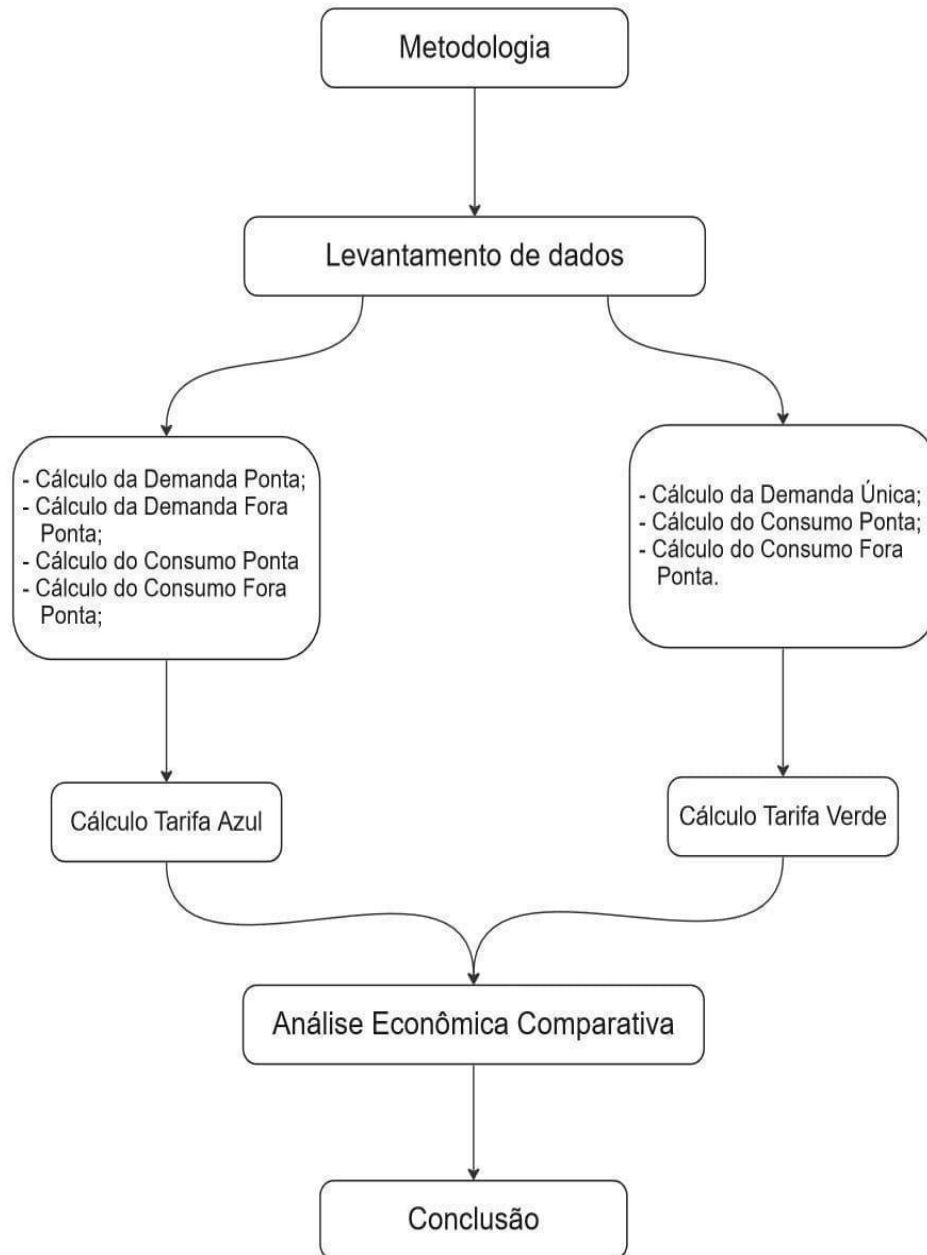 Metodologia
Levantamento de dados
- Cálculo da Demanda Ponta;
- Cálculo da Demanda Fora
Ponta;
- Cálculo do Consumo Ponta
- Cálculo do Consumo Fora
Ponta;
- Cálculo da Demanda Única;
- Cálculo do Consumo Ponta;
- Cálculo do Consumo Fora
Ponta.
Cálculo Tarifa Azul
Cálculo Tarifa Verde
Análise Econômica Comparativa
Conclusão